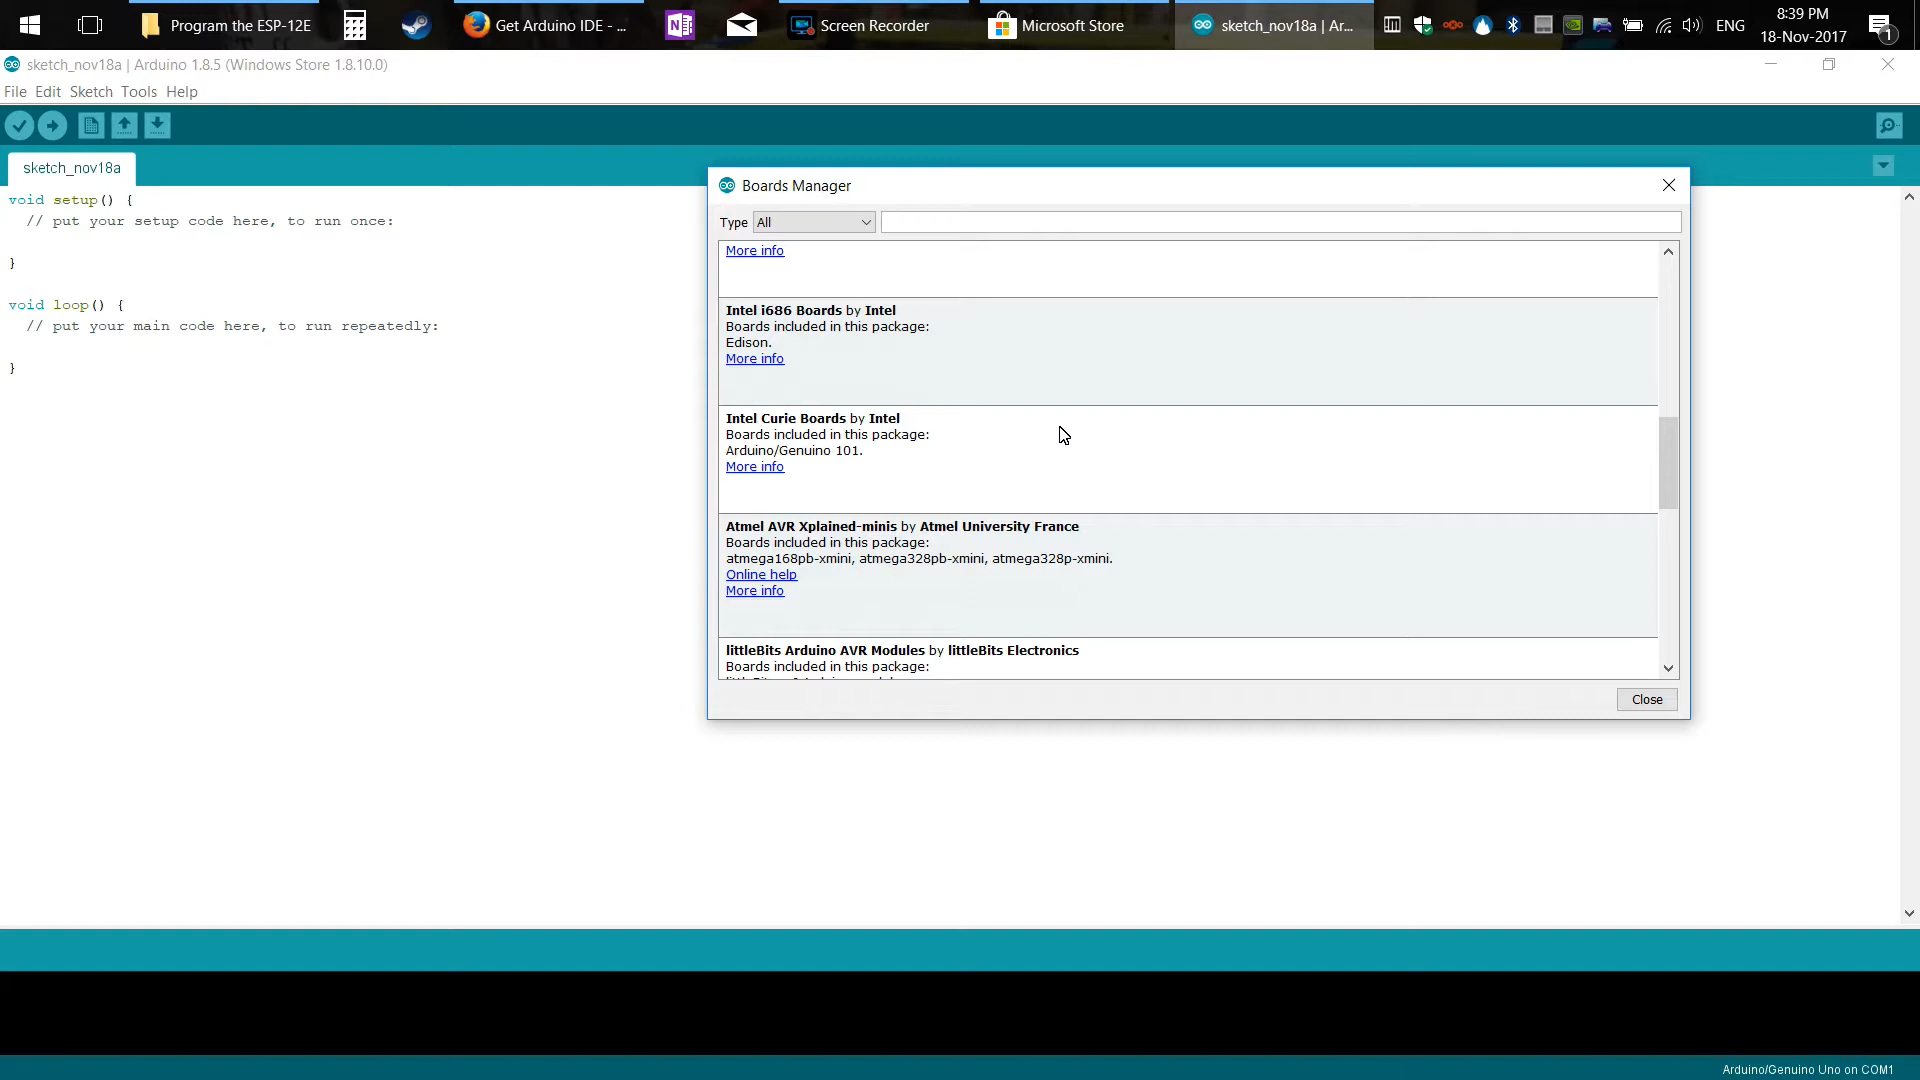 Program the ESP-12E
Get Arduino IDE - ...
Screen Recorder
Microsoft Store
sketch_nov18a | Ar...
ENG
8:39 PM
18-Nov-2017
1
sketch_nov18a | Arduino 1.8.5 (Windows Store 1.8.10.0)
File Edit Sketch Tools Help
sketch_nov18a
void setup() {
// put your setup code here, to run once:
}
void loop() {
// put your main code here, to run repeatedly:
}
Boards Manager
Type All
More info
Intel i686 Boards by Intel
Boards included in this package:
Edison.
More info
Intel Curie Boards by Intel
Boards included in this package:
Arduino/Genuino 101.
More info
Atmel AVR Xplained-minis by Atmel University France
Boards included in this package:
atmega168pb-xmini, atmega328pb-xmini, atmega328p-xmini.
Online help
More info
littleBits Arduino AVR Modules by littleBits Electronics
Boards included in this package:
Close
Arduino/Genuino Uno on COM1